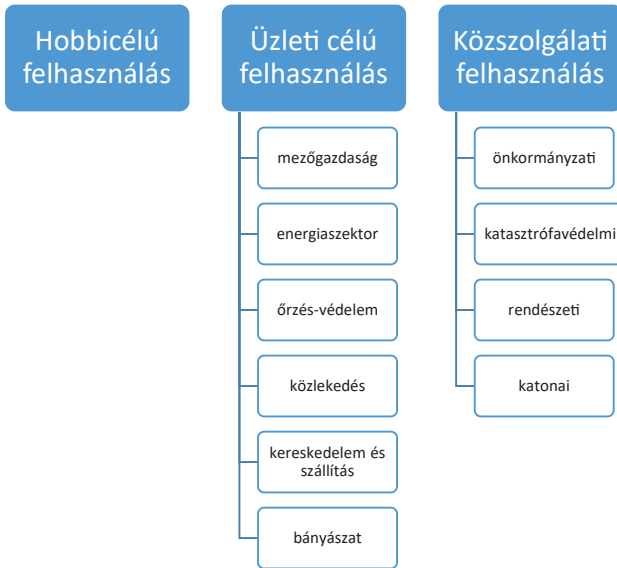 Hobbicélú
felhasználás
Üzleti célú
felhasználás
mezőgazdaság
energiaszektor
őrzés-védelem
közlekedés
kereskedelem és
szállítás
bányászat
Közszolgálati
felhasználás
önkormányzati
katasztrófavédelmi
rendészeti
katonai